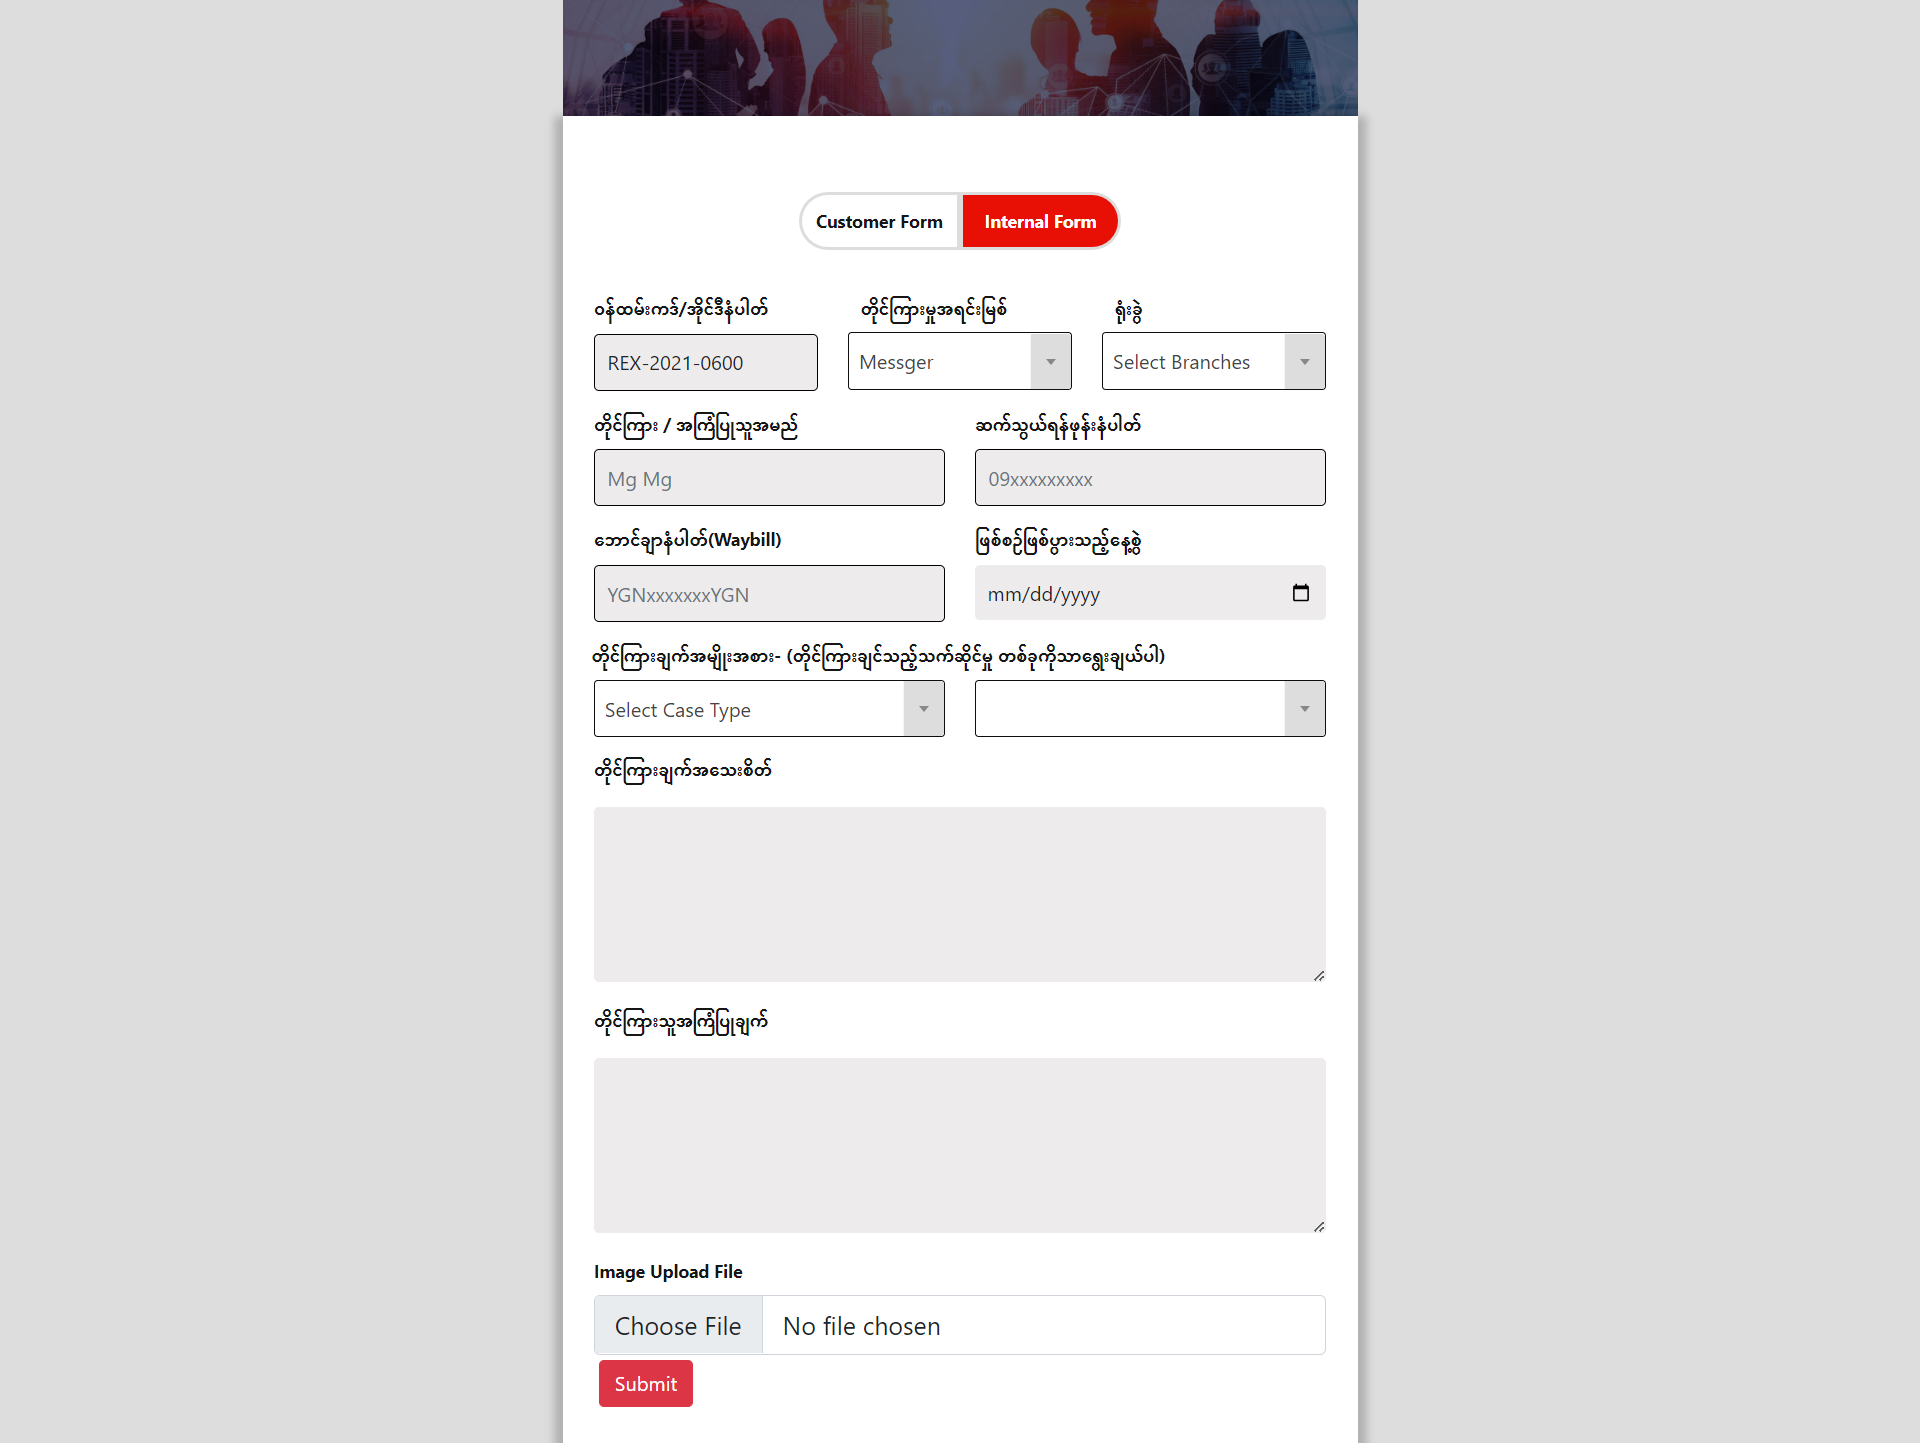 Customer Form Internal Form
ဝန်ထမ်းကဒ်/အိုင်ဒီနံပါတ် တိုင်ကြားမှုအရင်းမြစ် ရုံးခွဲ
REX-2021-0600 Messger Select Branches
တိုင်ကြား / အကြံပြုသူအမည် ဆက်သွယ်ရန်ဖုန်းနံပါတ်
Mg Mg 09xxxxxxxxx
ဘောင်ချာနံပါတ်(Waybill) ဖြစ်စဉ်ဖြစ်ပွားသည့်နေ့စွဲ
YGNxxxxxxxYGN mm/dd/yyyy
တိုင်ကြားချက်အမျိုးအစား- (တိုင်ကြားချင်သည့်သက်ဆိုင်မှု တစ်ခုကိုသာရွေးချယ်ပါ)
Select Case Type
တိုင်ကြားချက်အသေးစိတ်
တိုင်ကြားသူအကြံပြုချက်
Image Upload File
Choose File No file chosen
Submit